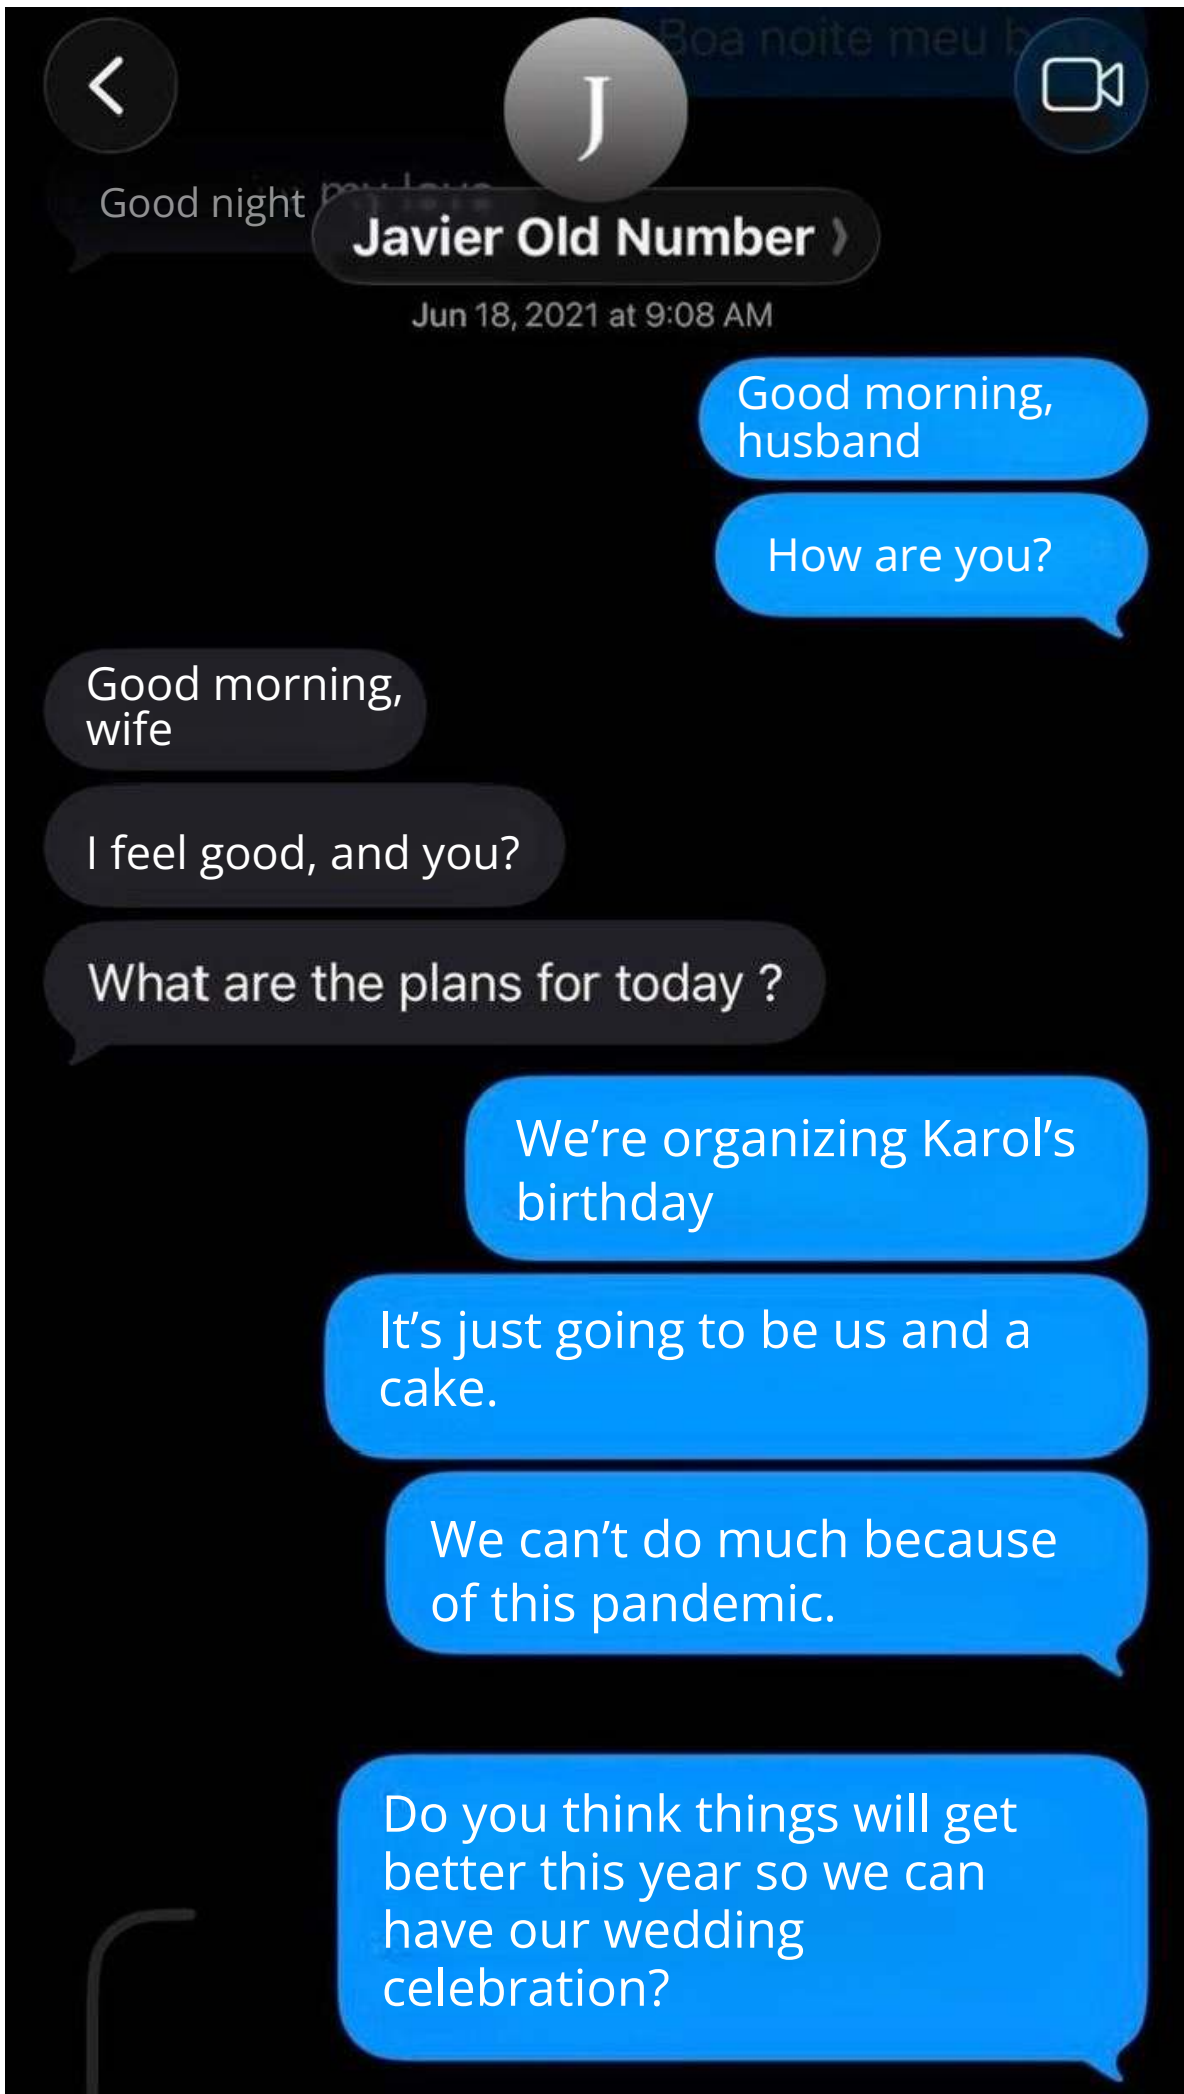 Boa noite meu
J
Good night my love
Javier Old Number
Jun 18, 2021 at 9:08 AM
Good morning,
husband
How are you?
Good morning,
wife
I feel good, and you?
What are the plans for today ?
We’re organizing Karol’s
birthday
It’s just going to be us and a
cake.
We can’t do much because
of this pandemic.
Do you think things will get
better this year so we can
have our wedding
celebration?